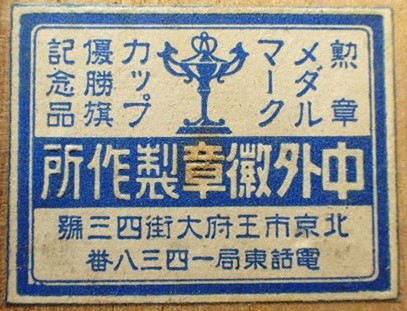 勲章
メダル
マーク
カップ
優勝旗
記念品
中外徽章製作所
北京市王府大街四三號
電話東局一四三八番